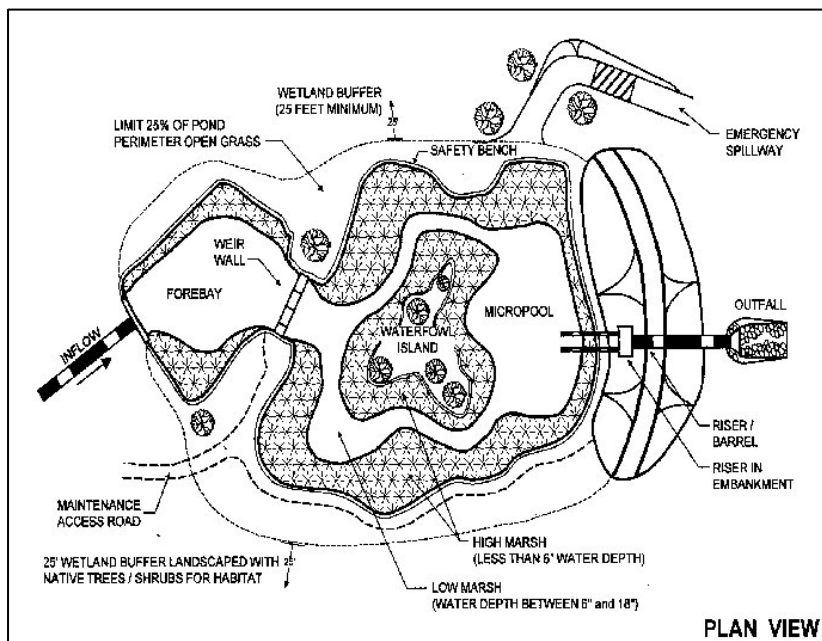 WETLAND BUFFER
(25 FEET MINIMUM)
25'
LIMIT 25% OF POND
PERIMETER OPEN GRASS
SAFETY BENCH
EMERGENCY
SPILLWAY
WEIR
WALL
FOREBAY
INFLOW
WATERFOWL
ISLAND
MICROPOOL
OUTFALL
RISER /
BARREL
RISER IN
EMBANKMENT
MAINTENANCE
ACCESS ROAD
25' WETLAND BUFFER LANDSCAPED WITH
NATIVE TREES / SHRUBS FOR HABITAT
25'
HIGH MARSH
(LESS THAN 6" WATER DEPTH)
LOW MARSH
(WATER DEPTH BETWEEN 6" and 18")
PLAN VIEW